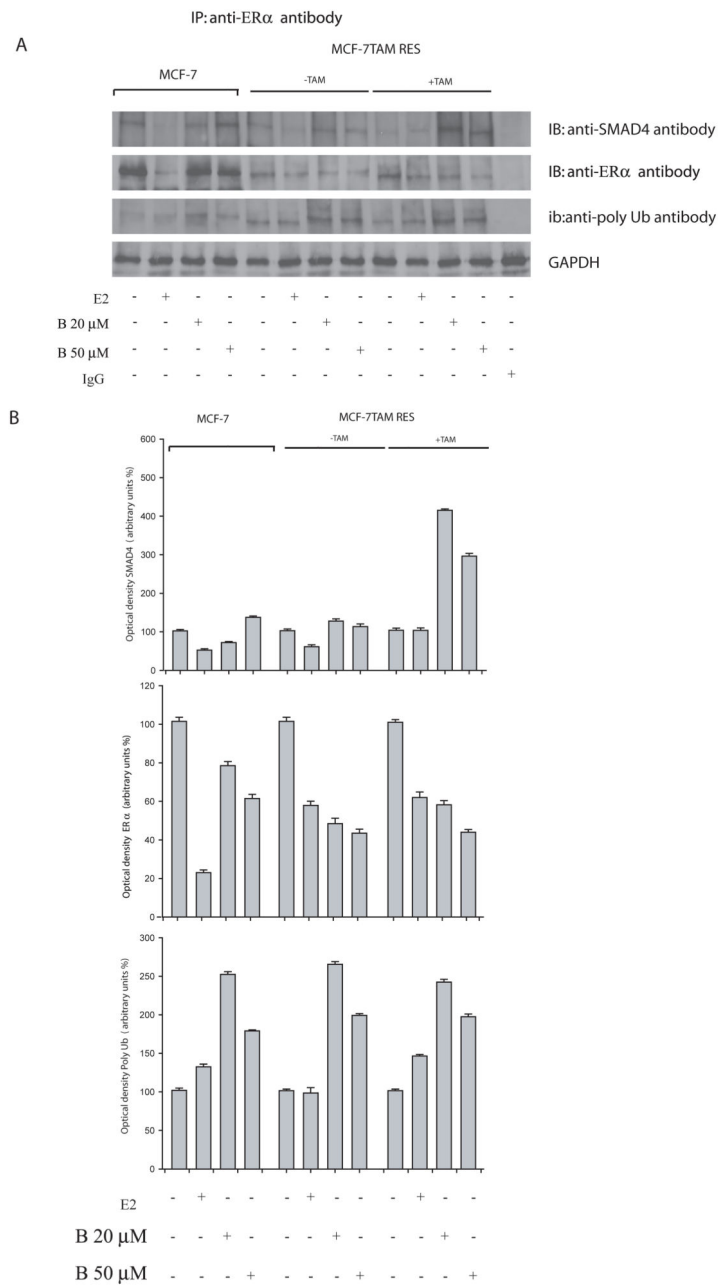 IP: anti-ERα antibody
A
MCF-7TAM RES
MCF-7
-TAM
+TAM
IB: anti-SMAD4 antibody
IB: anti-ERα antibody
ib:anti-poly Ub antibody
GAPDH
E2 - + - - - + - - - + - - -
B 20 μM - - + - - - + - - - + - -
B 50 μM - - - + - - - + - - - + -
IgG - - - - - - - - - - - - +
B
MCF-7
MCF-7TAM RES
-TAM
+TAM
Optical density SMAD4 ( arbitrary units %)
600
500
400
300
200
100
0
Optical density ER α (arbitrary units %)
120
100
80
60
40
20
0
Optical density Poly Ub ( arbitrary units %)
300
250
200
150
100
50
0
E2 - + - - - + - - - + - -
B 20 μM - - + - - - + - - - + -
B 50 μM - - - + - - - + - - - +